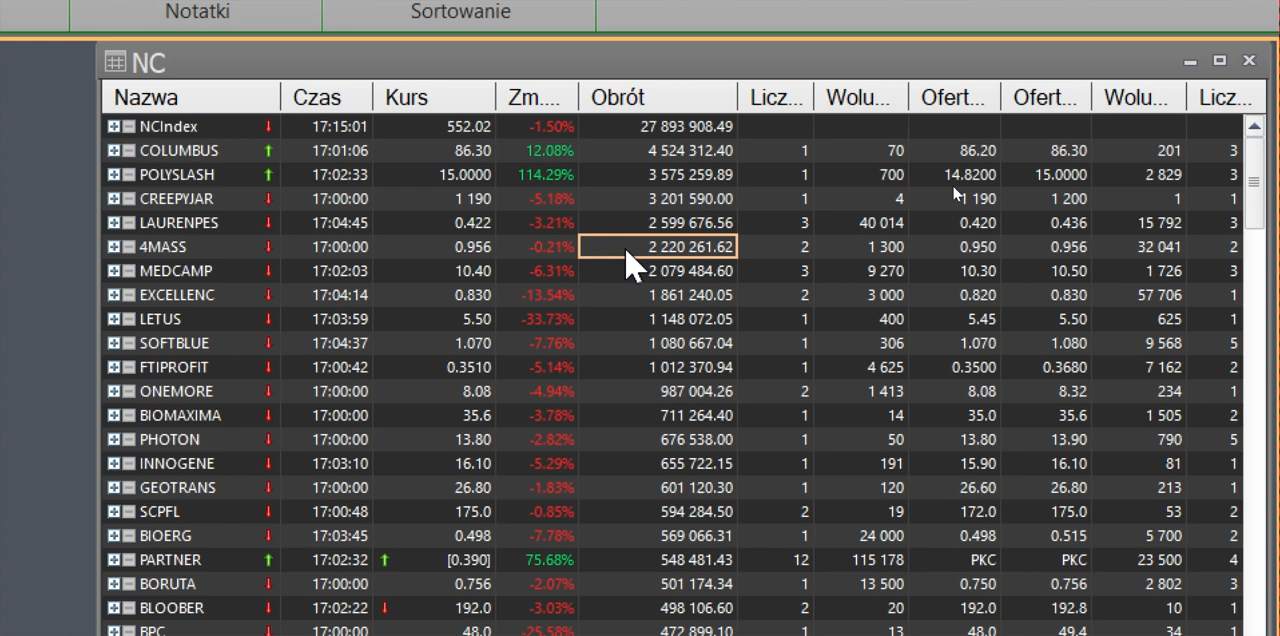 Notatki Sortowanie
NC
Nazwa Czas Kurs Zm.... Obrót Licz... Wolu... Ofert... Ofert... Wolu... Licz...
NCIndex 17:15:01 552.02 -1.50% 27 893 908.49
COLUMBUS 17:01:06 86.30 12.08% 4 524 312.40 1 70 86.20 86.30 201 3
POLYSLASH 17:02:33 15.0000 114.29% 3 575 259.89 1 700 14.8200 15.0000 2 829 3
CREEPYJAR 17:00:00 1 190 -5.18% 3 201 590.00 1 4 1 190 1 200 1 1
LAURENPES 17:04:45 0.422 -3.21% 2 599 676.56 3 40 014 0.420 0.436 15 792 3
4MASS 17:00:00 0.956 -0.21% 2 220 261.62 2 1 300 0.950 0.956 32 041 2
MEDCAMP 17:02:03 10.40 -6.31% 2 079 484.60 3 9 270 10.30 10.50 1 726 3
EXCELLENC 17:04:14 0.830 -13.54% 1 861 240.05 2 3 000 0.820 0.830 57 706 1
LETUS 17:03:59 5.50 -33.73% 1 148 072.05 1 400 5.45 5.50 625 1
SOFTBLUE 17:04:37 1.070 -7.76% 1 080 667.04 1 306 1.070 1.080 9 568 5
FTIPROFIT 17:00:42 0.3510 -5.14% 1 012 370.94 1 4 625 0.3500 0.3680 7 162 2
ONEMORE 17:00:00 8.08 -4.94% 987 004.26 2 1 413 8.08 8.32 234 1
BIOMAXIMA 17:00:00 35.6 -3.78% 711 264.40 1 14 35.0 35.6 1 505 2
PHOTON 17:00:00 13.80 -2.82% 676 538.00 1 50 13.80 13.90 790 5
INNOGENE 17:03:10 16.10 -5.29% 655 722.15 1 191 15.90 16.10 81 1
GEOTRANS 17:00:00 26.80 -1.83% 601 120.30 1 120 26.60 26.80 213 1
SCPFL 17:00:48 175.0 -0.85% 594 284.50 2 19 172.0 175.0 53 2
BIOERG 17:03:45 0.498 -7.78% 569 066.31 1 24 000 0.498 0.515 5 700 2
PARTNER 17:02:32 [0.390] 75.68% 548 481.43 12 115 178 PKC PKC 23 500 4
BORUTA 17:00:00 0.756 -2.07% 501 174.34 1 13 500 0.750 0.756 2 802 3
BLOOBER 17:02:22 192.0 -3.03% 498 106.60 2 20 192.0 192.8 10 1
BPC 17:00:00 48.0 -25.58% 472 899.10 1 13 48.0 49.4 34 1